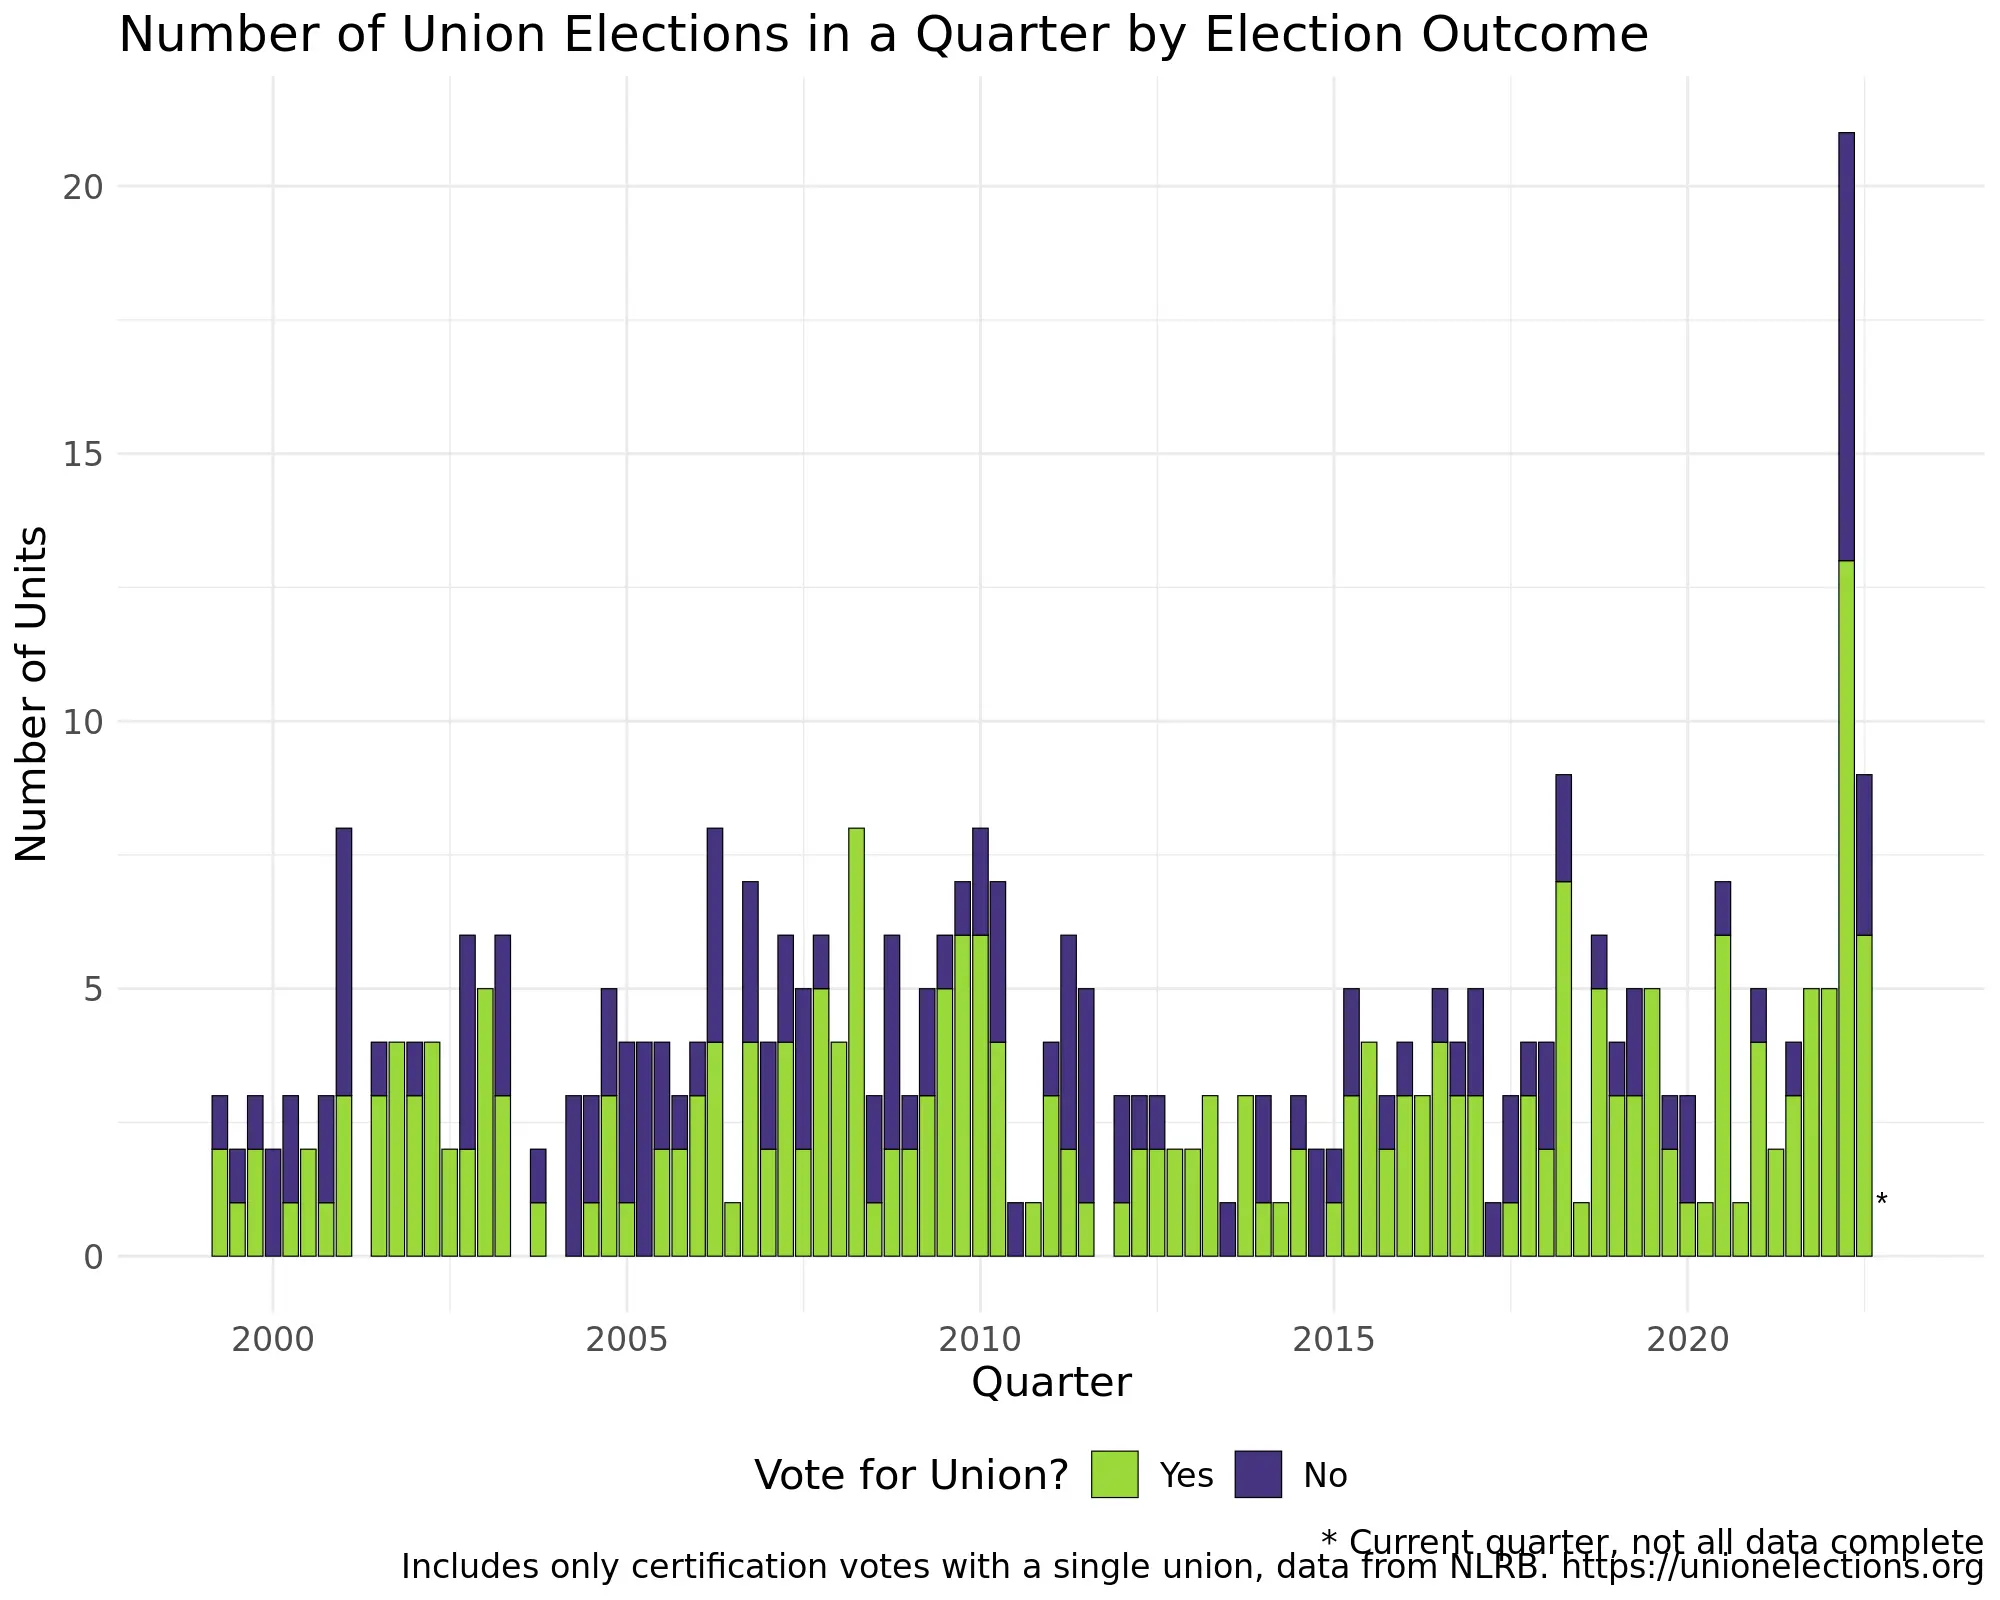 Number of Union Elections in a Quarter by Election Outcome
Number of Units
20
15
10
5
0
*
2000 2005 2010 2015 2020
Quarter
Vote for Union? Yes No
* Current quarter, not all data complete
Includes only certification votes with a single union, data from NLRB. https://unionelections.org